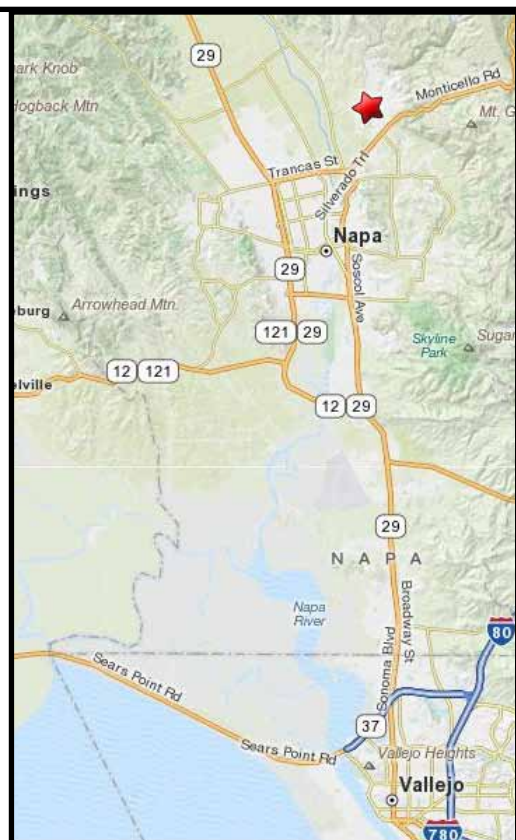 29
ark Knob
Monticello Rd
Hogback Mtn
Mt. G
Trancas St
Silverado Trl
ings
Napa
29
Soscol Ave
Arrowhead Mtn.
burg
121 29
Skyline Park
Sugar
12 121
lville
12 29
29
NAPA
Napa River
Broadway St
80
Sonoma Blvd
Sears Point Rd
37
Sears Point Rd
Vallejo Heights
Vallejo
780